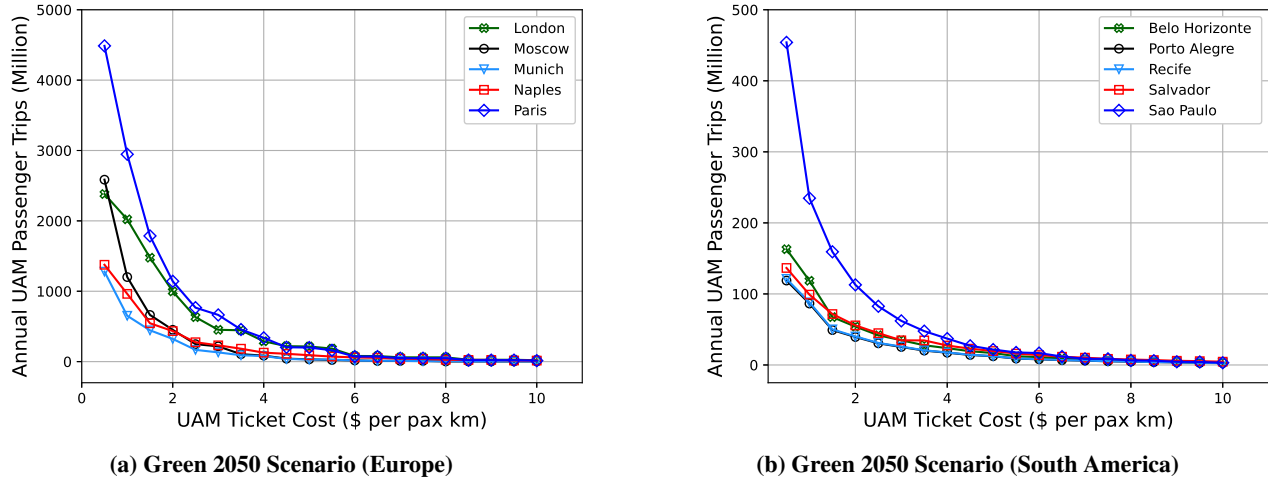 Annual UAM Passenger Trips (Million)
5000
4000
3000
2000
1000
0
0
2
4
6
8
10
UAM Ticket Cost ($ per pax km)
London
Moscow
Munich
Naples
Paris
(a) Green 2050 Scenario (Europe)
Annual UAM Passenger Trips (Million)
500
400
300
200
100
0
2
4
6
8
10
UAM Ticket Cost ($ per pax km)
Belo Horizonte
Porto Alegre
Recife
Salvador
Sao Paulo
(b) Green 2050 Scenario (South America)